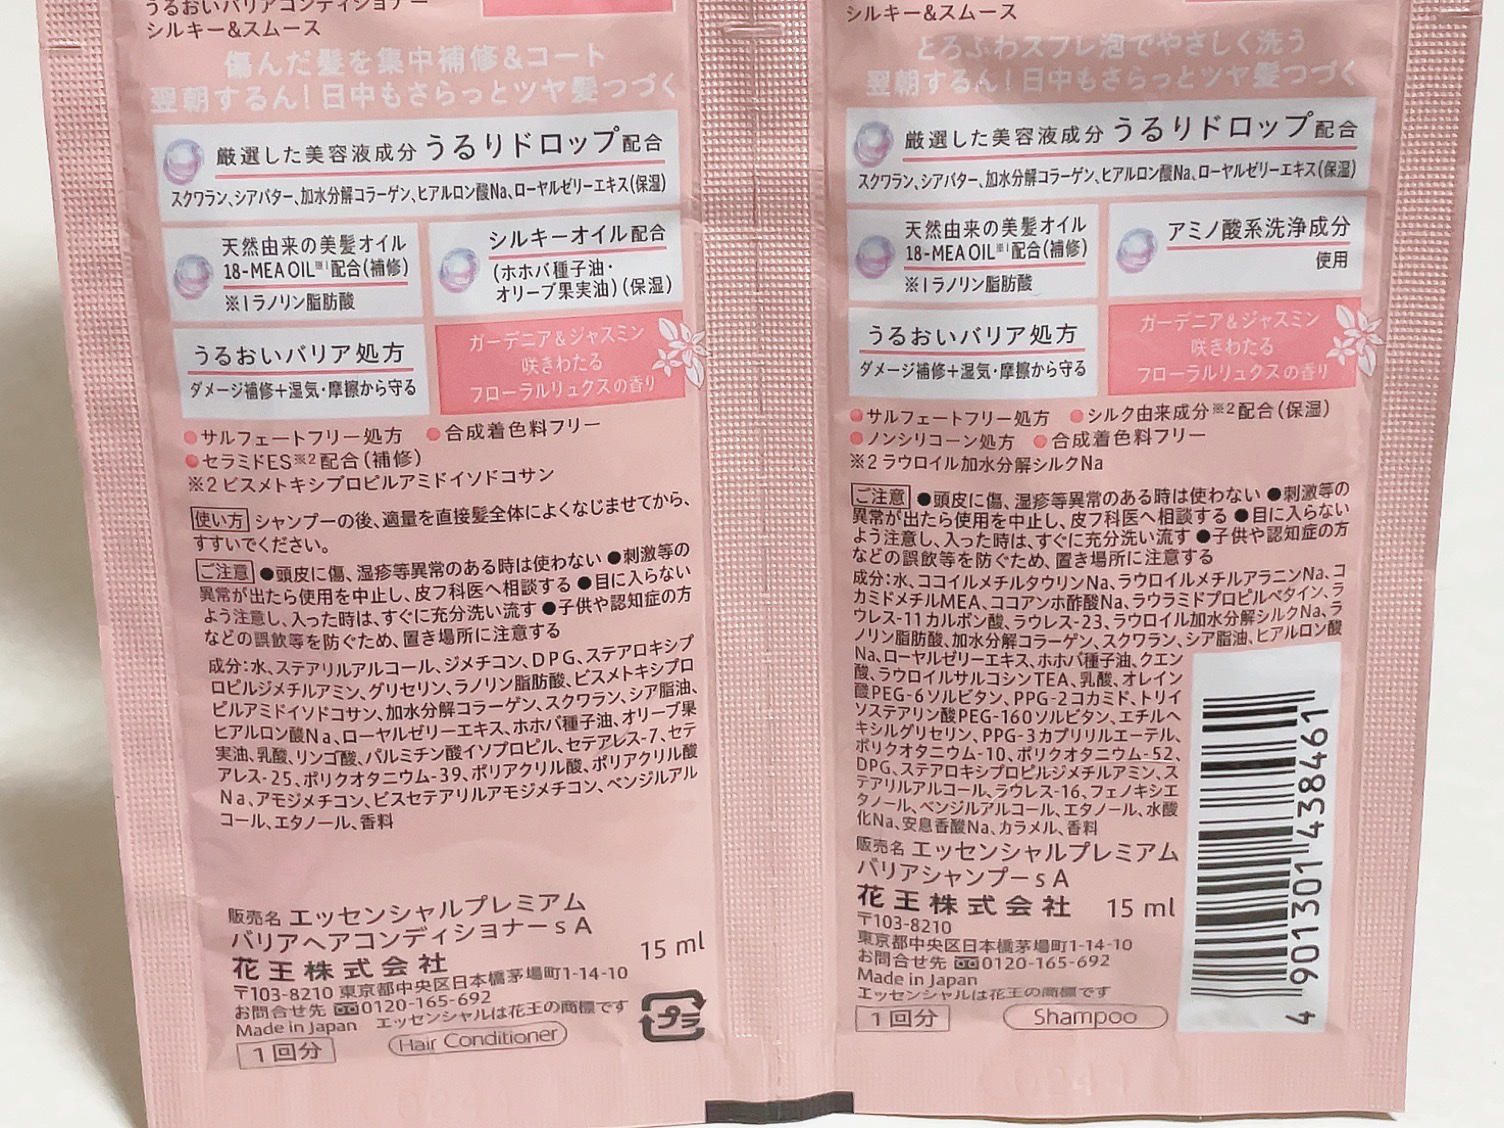 うるおいバリアコンディショナー
シルキー&スムース
傷んだ髪を集中補修&コート
翌朝するん!日中もさらっとツヤ髪つづく
厳選した美容液成分 うるりドロップ配合
スクワラン、シアバター、加水分解コラーゲン、ヒアルロン酸Na、ローヤルゼリーエキス(保湿)
天然由来の美髪オイル
18-MEA OIL※1配合(補修)
※1ラノリン脂肪酸
シルキーオイル配合
(ホホバ種子油・
オリーブ果実油)(保湿)
うるおいバリア処方
ダメージ補修+湿気・摩擦から守る
ガーデニア&ジャスミン
咲きわたる
フローラルリュクスの香り
●サルフェートフリー処方 ●合成着色料フリー
●セラミドES※2配合(補修)
※2 ビスメトキシプロピルアミドイソドコサン
使い方 シャンプーの後、適量を直接髪全体によくなじませてから、
すすいでください。
ご注意 ●頭皮に傷、湿疹等異常のある時は使わない ●刺激等の
異常が出たら使用を中止し、皮フ科医へ相談する ●目に入らない
よう注意し、入った時は、すぐに充分洗い流す ●子供や認知症の方
などの誤飲等を防ぐため、置き場所に注意する
成分:水、ステアリルアルコール、ジメチコン、DPG、ステアロキシプ
ロピルジメチルアミン、グリセリン、ラノリン脂肪酸、ビスメトキシプロ
ピルアミドイソドコサン、加水分解コラーゲン、スクワラン、シア脂油、
ヒアルロン酸Na、ローヤルゼリーエキス、ホホバ種子油、オリーブ果
実油、乳酸、リンゴ酸、パルミチン酸イソプロピル、セテアレス-7、セテ
アレス-25、ポリクオタニウム-39、ポリアクリル酸、ポリアクリル酸
Na、アモジメチコン、ビスセテアリルアモジメチコン、ベンジルアル
コール、エタノール、香料
販売名 エッセンシャルプレミアム
バリアヘアコンディショナーsA
花王株式会社
15 ml
〒103-8210 東京都中央区日本橋茅場町1-14-10
お問合せ先 0120-165-692
Made in Japan エッセンシャルは花王の商標です
1回分
Hair Conditioner
プラ
シルキー&スムース
とろふわスフレ泡でやさしく洗う
翌朝するん!日中もさらっとツヤ髪つづく
厳選した美容液成分 うるりドロップ配合
スクワラン、シアバター、加水分解コラーゲン、ヒアルロン酸Na、ローヤルゼリーエキス(保湿)
天然由来の美髪オイル
18-MEA OIL※1配合(補修)
※1ラノリン脂肪酸
アミノ酸系洗浄成分
使用
うるおいバリア処方
ダメージ補修+湿気・摩擦から守る
ガーデニア&ジャスミン
咲きわたる
フローラルリュクスの香り
●サルフェートフリー処方 ●シルク由来成分※2配合(保湿)
●ノンシリコーン処方 ●合成着色料フリー
※2 ラウロイル加水分解シルクNa
ご注意 ●頭皮に傷、湿疹等異常のある時は使わない ●刺激等の
異常が出たら使用を中止し、皮フ科医へ相談する ●目に入らない
よう注意し、入った時は、すぐに充分洗い流す ●子供や認知症の方
などの誤飲等を防ぐため、置き場所に注意する
成分:水、ココイルメチルタウリンNa、ラウロイルメチルアラニンNa、コ
カミドメチルMEA、ココアンホ酢酸Na、ラウラミドプロピルベタイン、ラ
ウレス-11カルボン酸、ラウレス-23、ラウロイル加水分解シルクNa、ラ
ノリン脂肪酸、加水分解コラーゲン、スクワラン、シア脂油、ヒアルロン酸
Na、ローヤルゼリーエキス、ホホバ種子油、クエン
酸、ラウロイルサルコシンTEA、乳酸、オレイン
酸PEG-6ソルビタン、PPG-2コカミド、トリイ
ソステアリン酸PEG-160ソルビタン、エチルヘ
キシルグリセリン、PPG-3カプリリルエーテル、
ポリクオタニウム-10、ポリクオタニウム-52、
DPG、ステアロキシプロピルジメチルアミン、ス
テアリルアルコール、ラウレス-16、フェノキシエ
タノール、ベンジルアルコール、エタノール、水酸
化Na、安息香酸Na、カラメル、香料
販売名 エッセンシャルプレミアム
バリアシャンプーsA
花王株式会社 15 ml
〒103-8210
東京都中央区日本橋茅場町1-14-10
お問合せ先 0120-165-692
Made in Japan
エッセンシャルは花王の商標です
1回分
Shampoo
4 901301 438461